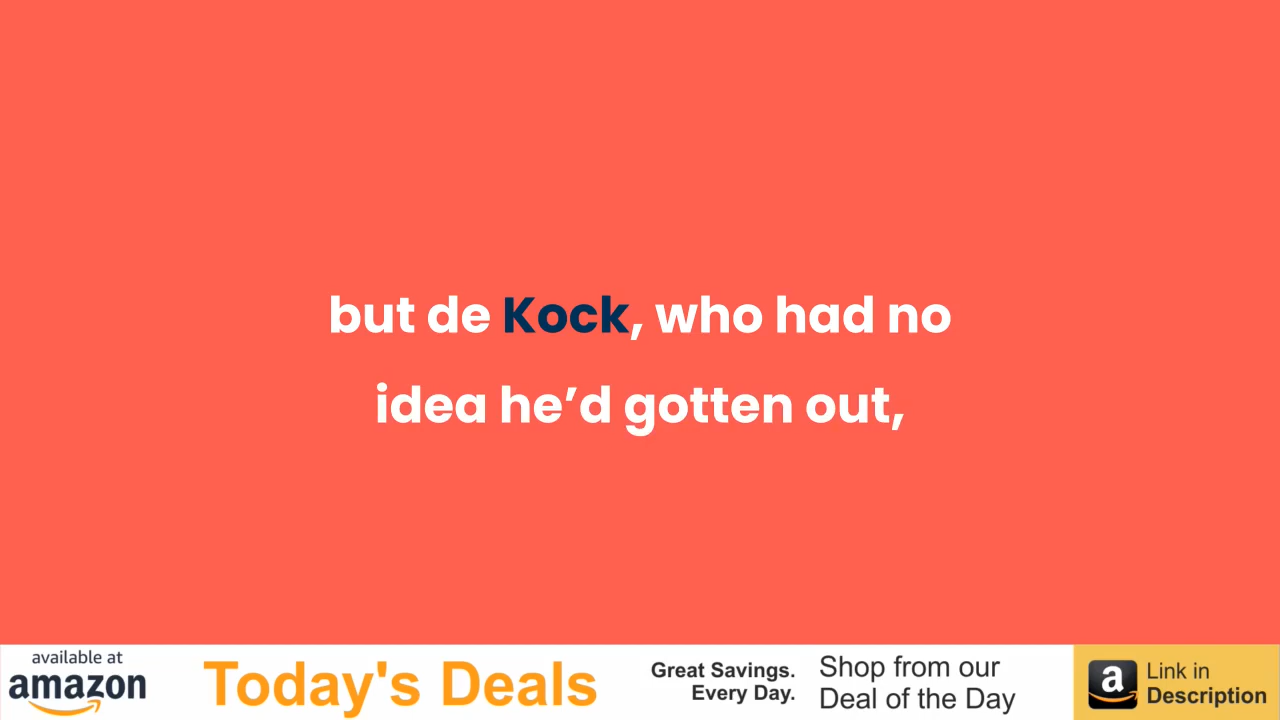 but de Kock, who had no
idea he’d gotten out,
available at
amazon
Today's Deals
Great Savings.
Every Day.
Shop from our
Deal of the Day
a
Link in
Description